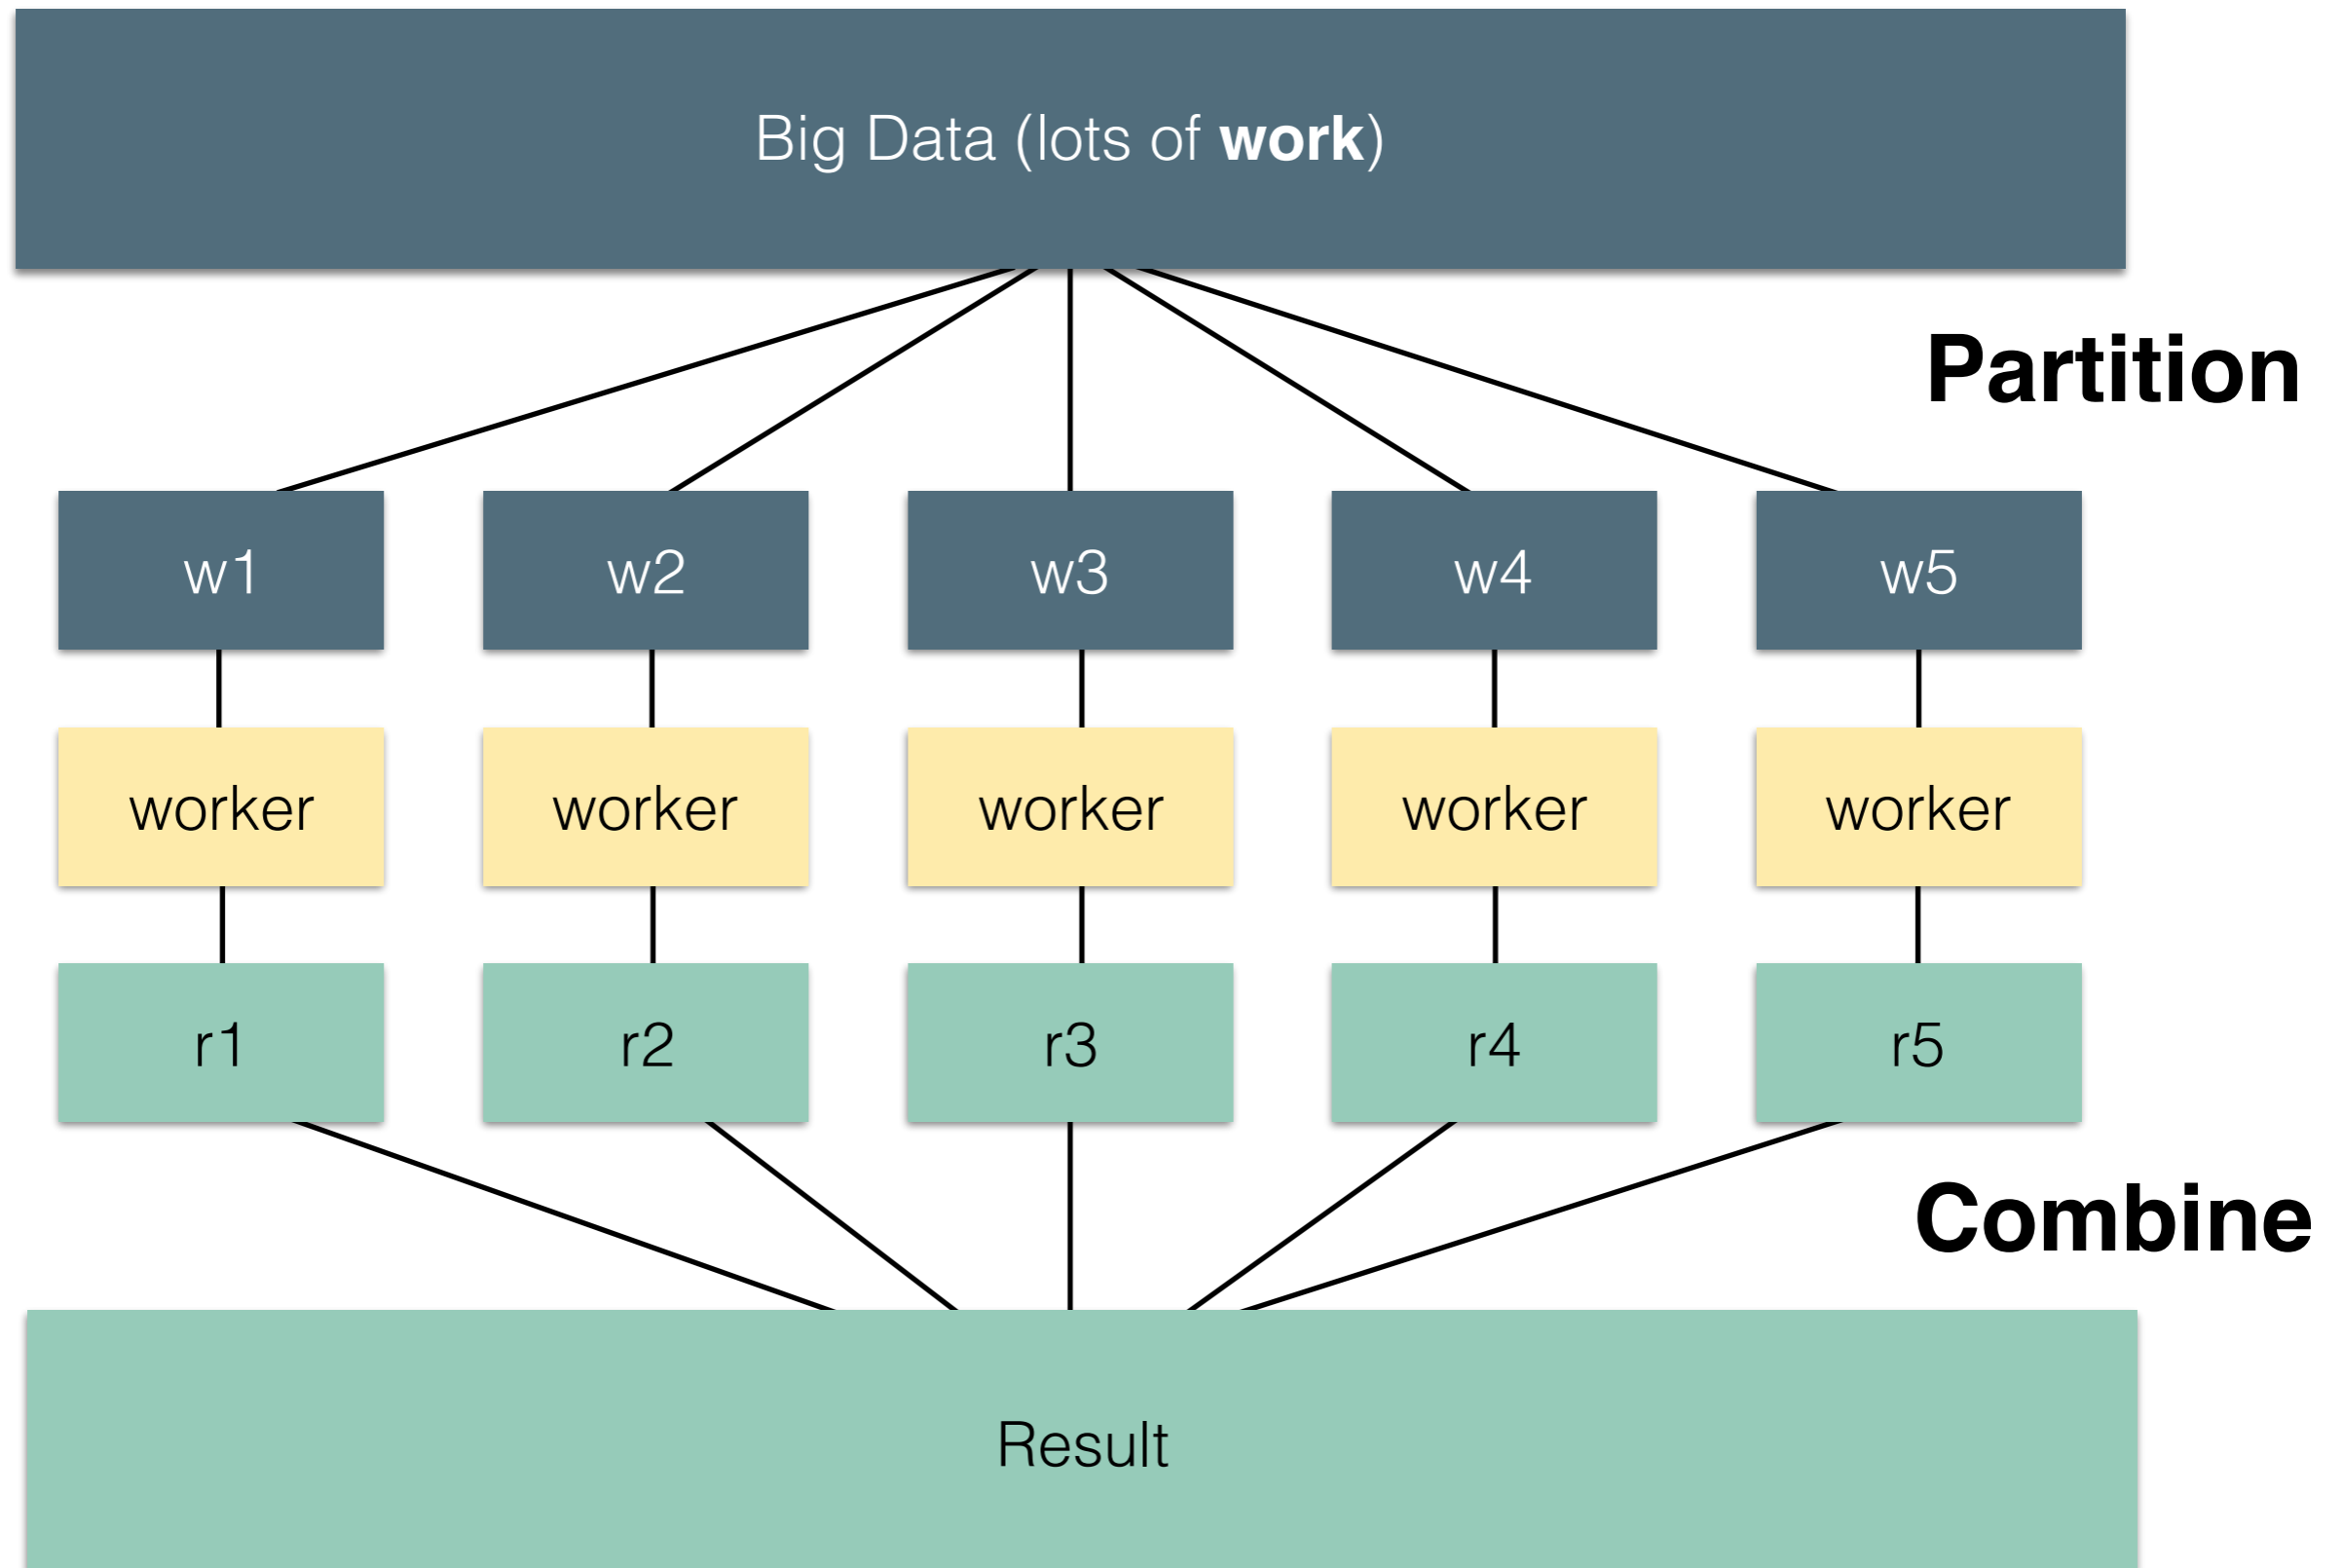 Big Data (lots of work)
Partition
w1 w2 w3 w4 w5
worker worker worker worker worker
r1 r2 r3 r4 r5
Combine
Result